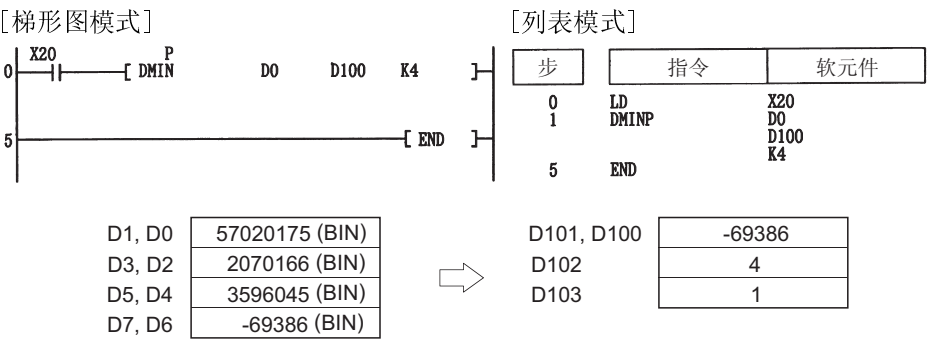 [梯形图模式]
X20
P
0
[ DMIN D0 D100 K4 ]
5
[ END ]
[列表模式]
步 指令 软元件
0 LD X20
1 DMINP D0
D100
K4
5 END
D1, D0 57020175 (BIN)
D3, D2 2070166 (BIN)
D5, D4 3596045 (BIN)
D7, D6 -69386 (BIN)
D101, D100 -69386
D102 4
D103 1